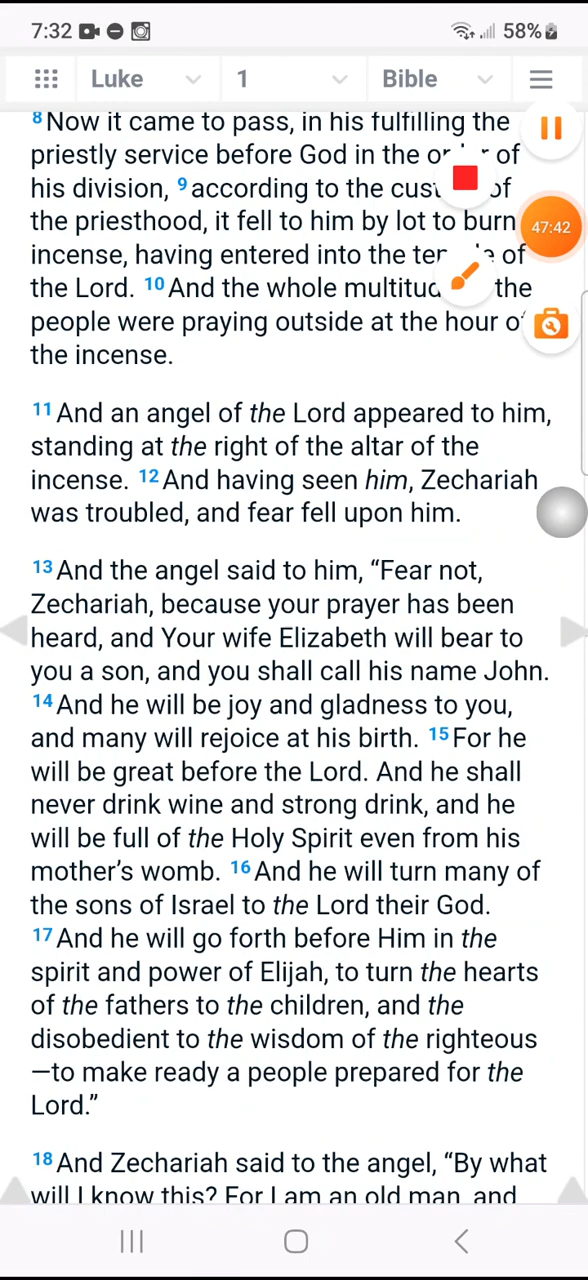 7:32 58%
Luke 1 Bible
8 Now it came to pass, in his fulfilling the
priestly service before God in the of
his division, 9 according to the of
the priesthood, it fell to him by lot to burn
47:42
incense, having entered into the of
the Lord. 10 And the whole the
people were praying outside at the hour
the incense.
11 And an angel of the Lord appeared to him,
standing at the right of the altar of the
incense. 12 And having seen him, Zechariah
was troubled, and fear fell upon him.
13 And the angel said to him, “Fear not,
Zechariah, because your prayer has been
heard, and Your wife Elizabeth will bear to
you a son, and you shall call his name John.
14 And he will be joy and gladness to you,
and many will rejoice at his birth. 15 For he
will be great before the Lord. And he shall
never drink wine and strong drink, and he
will be full of the Holy Spirit even from his
mother’s womb. 16 And he will turn many of
the sons of Israel to the Lord their God.
17 And he will go forth before Him in the
spirit and power of Elijah, to turn the hearts
of the fathers to the children, and the
disobedient to the wisdom of the righteous
—to make ready a people prepared for the
Lord.”
18 And Zechariah said to the angel, “By what
will I know this? For I am an old man, and